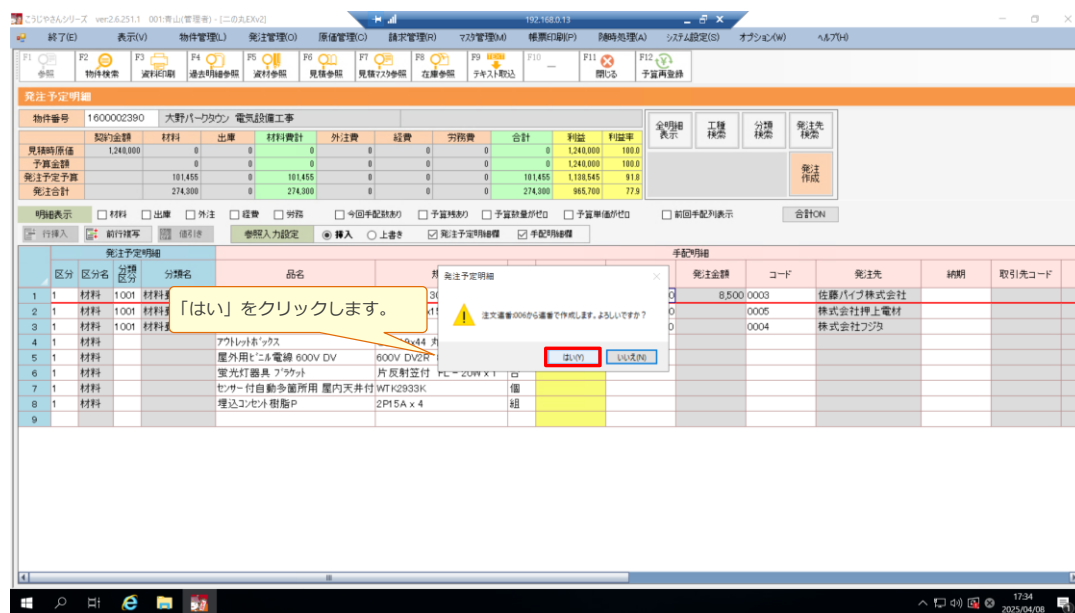 こうじやさんシリーズ ver.2.6.251.1 001:青山(管理者) - [二の丸EXv2]
192.168.0.13
終了(E) 表示(V) 物件管理(L) 発注管理(O) 原価管理(C) 請求管理(R) マスタ管理(M) 帳票印刷(P) 随時処理(A) システム設定(S) オプション(W) ヘルプ(H)
F1 F2 F3 F4 F5 F6 F7 F8 F9 F10 F11 F12
参照 物件検索 資料印刷 過去明細参照 資材参照 見積参照 見積マスタ参照 在庫参照 テキスト取込 閉じる 予算再登録
発注予定明細
物件番号 1600002390 大野パークタウン 電気設備工事
契約金額 材料 出庫 材料費計 外注費 経費 労務費 合計 利益 利益率
見積時原価 1,240,000 0 0 0 0 0 0 0 1,240,000 100.0
予算金額 0 0 0 0 0 0 0 1,240,000 100.0
発注予定予算 101,455 0 101,455 0 0 0 101,455 1,138,545 91.8
発注合計 274,300 0 274,300 0 0 0 274,300 965,700 77.9
全明細表示 工種検索 分類検索 発注先検索
発注作成
明細表示 材料 出庫 外注 経費 労務 今回手配数あり 予算残あり 予算数量がゼロ 予算単価がゼロ 前回手配列表示 合計ON
行挿入 前行複写 値引き 参照入力設定 挿入 上書き 発注予定明細欄 手配明細欄
発注予定明細 手配明細
区分 区分名 分類区分 分類名 品名 発注金額 コード 発注先 納期 取引先コード
1 1 材料 1001 8,500 0003 佐藤パイプ株式会社
2 1 材料 1001 0005 株式会社押上電材
3 1 材料 1001 0004 株式会社フジタ
4 1 材料 アウトレットボックス
5 1 材料 屋外用ビニル電線 600V DV 600V DV2R
6 1 材料 蛍光灯器具 ブラケット 片反射笠付 FL-20W x 1 台
7 1 材料 センサー付自動多箇所用 屋内天井付 WTK2933K 個
8 1 材料 埋込コンセント樹脂P 2P15A x 4 組
9
「はい」をクリックします。
発注予定明細
注文連番:006から連番で作成します。よろしいですか？
はい(Y) いいえ(N)
17:34
2025/04/08